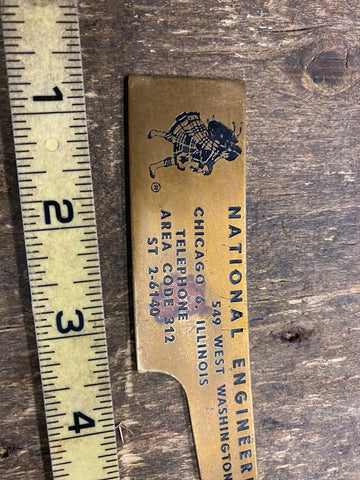 1
2
3
4
®
NATIONAL ENGINEER
549 WEST WASHINGTON
CHICAGO 6, ILLINOIS
TELEPHONE
AREA CODE 312
ST 2-6140